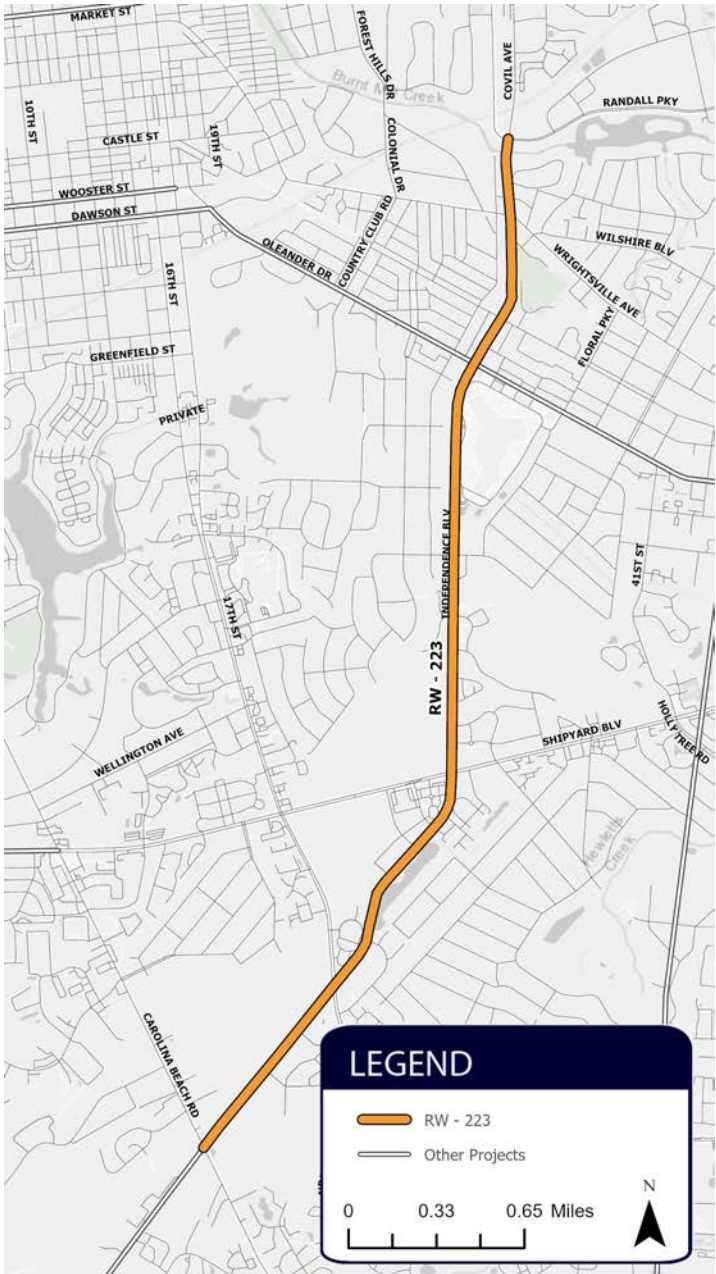 MARKET ST
FOREST HILLS DR
COVIL AVE
Burnt Mill Creek
RANDALL PKY
10TH ST
CASTLE ST
19TH ST
COLONIAL DR
WOOSTER ST
DAWSON ST
COUNTRY CLUB RD
WILSHIRE BLV
OLEANDER DR
WRIGHTSVILLE AVE
16TH ST
FLORAL PKY
GREENFIELD ST
PRIVATE
INDEPENDENCE BLV
41ST ST
17TH ST
RW - 223
HOLLY TREE RD
SHIPYARD BLV
WELLINGTON AVE
Hewletts
Creek
CAROLINA BEACH RD
LEGEND
RW - 223
Other Projects
N
0 0.33 0.65 Miles